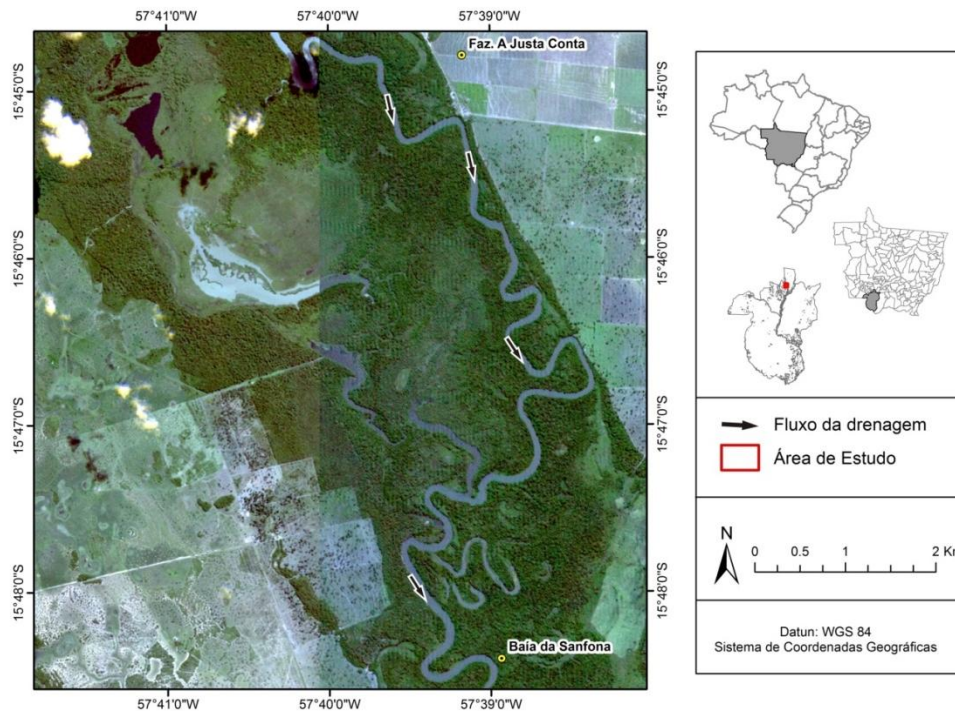 57°41'0"W 57°40'0"W 57°39'0"W
Faz. A Justa Conta
15°45'0"S 15°45'0"S
15°46'0"S 15°46'0"S
15°47'0"S 15°47'0"S
15°48'0"S 15°48'0"S
Baía da Sanfona
57°41'0"W 57°40'0"W 57°39'0"W
Fluxo da drenagem
Área de Estudo
N
0 0.5 1 2 Km
Datun: WGS 84
Sistema de Coordenadas Geográficas